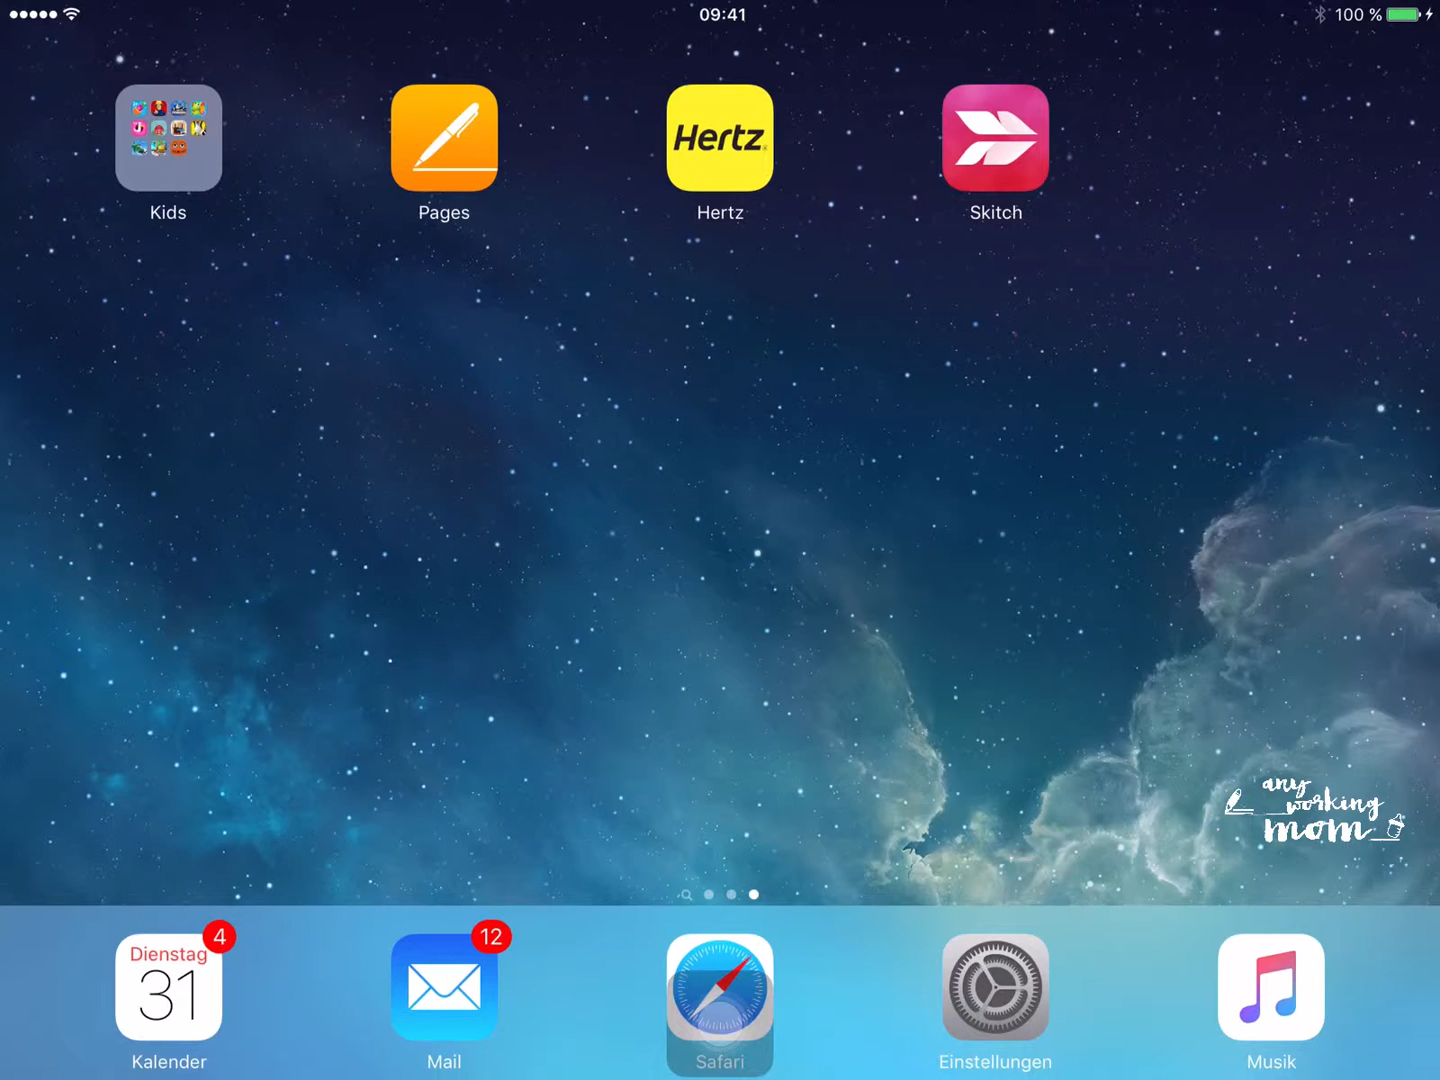 09:41
100 %
Hertz
Kids
Pages
Hertz
Skitch
any
working
mom
Dienstag
31
4
12
Kalender
Mail
Safari
Einstellungen
Musik